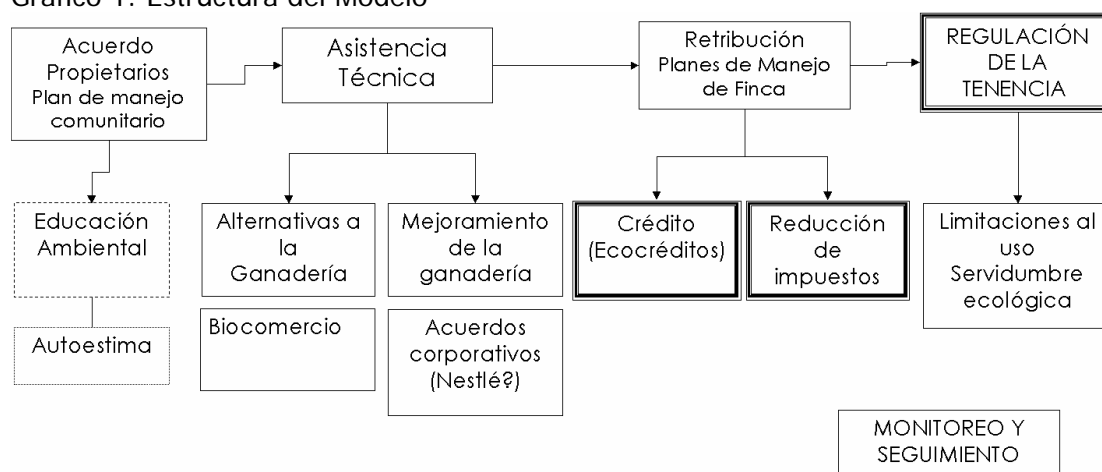 Gráfico 1: Estructura del Modelo
Acuerdo
Propietarios
Plan de manejo
comunitario
Asistencia
Técnica
Retribución
Planes de Manejo
de Finca
REGULACIÓN
DE LA
TENENCIA
Educación
Ambiental
Alternativas a
la
Ganadería
Mejoramiento
de la
ganadería
Crédito
(Ecocréditos)
Reducción
de
impuestos
Limitaciones al
uso
Servidumbre
ecológica
Autoestima
Biocomercio
Acuerdos
corporativos
(Nestlé?)
MONITOREO Y
SEGUIMIENTO